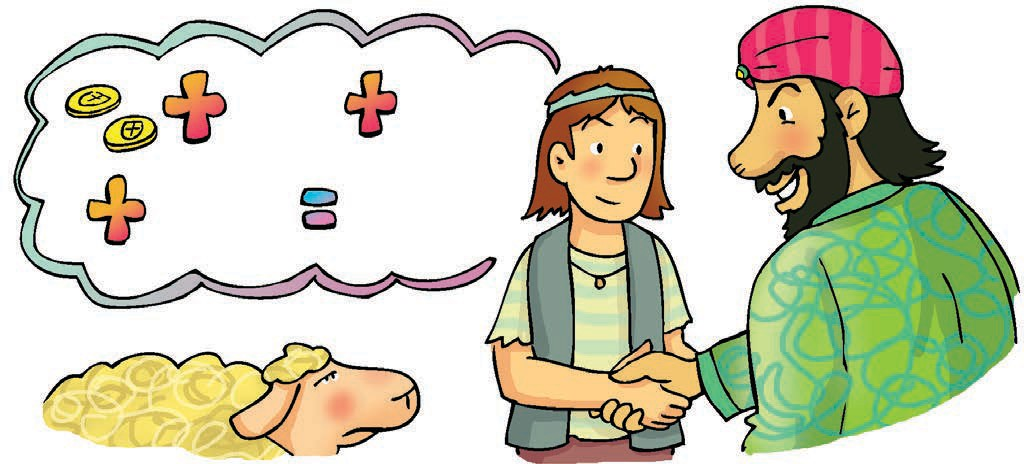 + +
+ =